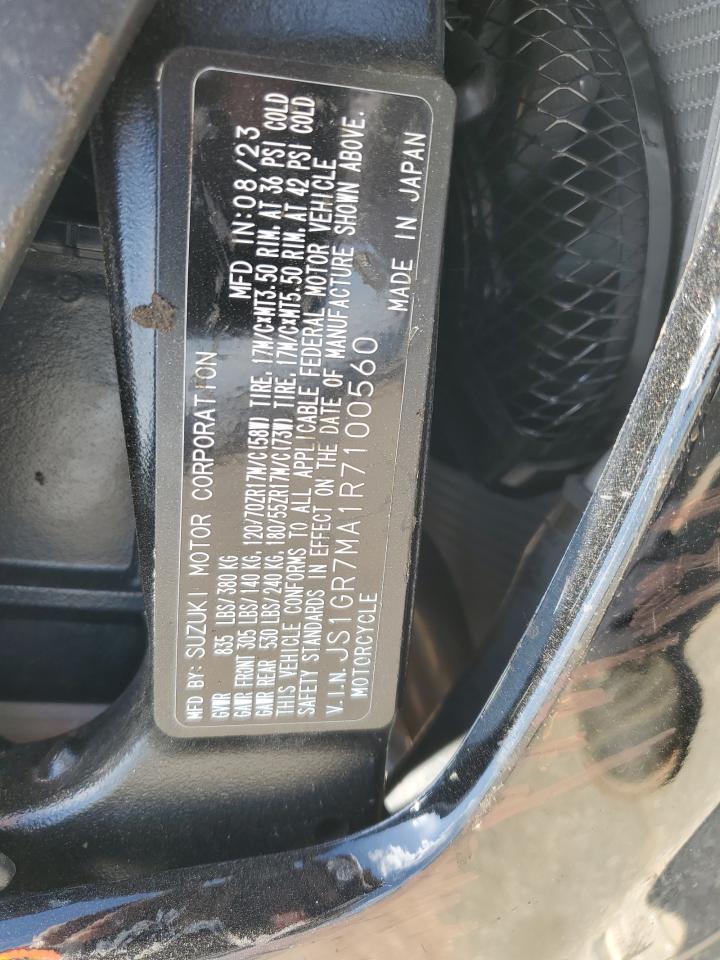 MFD BY: SUZUKI MOTOR CORPORATION MFD IN:08/23
GVWR 835 LBS/380 KG
GAWR FRONT 305 LBS/140 KG, 120/70ZR17M/C(58W) TIRE, 17M/CxMT3.50 RIM, AT 36 PSI COLD
GAWR REAR 530 LBS/240 KG, 180/55ZR17M/C(73W) TIRE, 17M/CxMT5.50 RIM, AT 42 PSI COLD
THIS VEHICLE CONFORMS TO ALL APPLICABLE FEDERAL MOTOR VEHICLE
SAFETY STANDARDS IN EFFECT ON THE DATE OF MANUFACTURE SHOWN ABOVE.
V.I.N. JS1GR7MA1R7100560
MOTORCYCLE MADE IN JAPAN